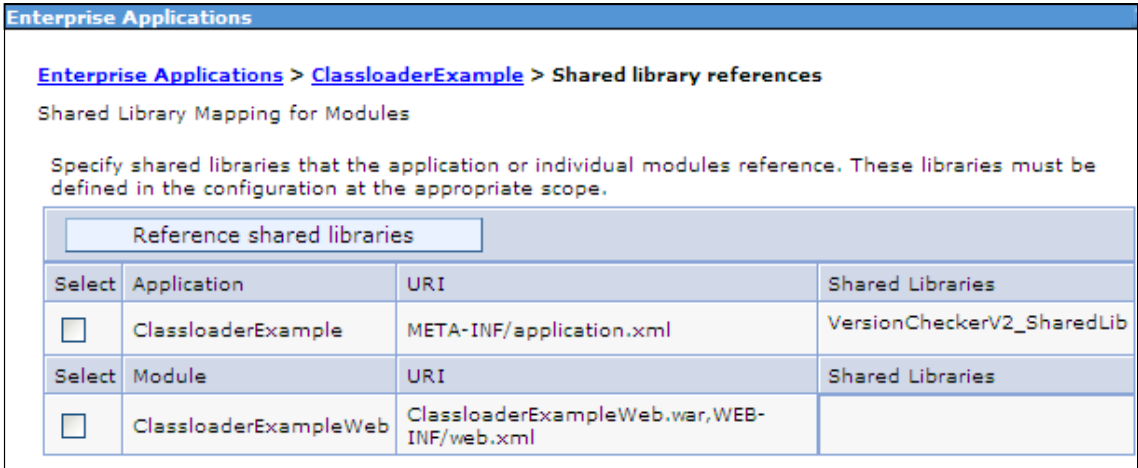 Enterprise Applications
Enterprise Applications > ClassloaderExample > Shared library references
Shared Library Mapping for Modules
Specify shared libraries that the application or individual modules reference. These libraries must be
defined in the configuration at the appropriate scope.
Reference shared libraries
Select Application URI Shared Libraries
ClassloaderExample META-INF/application.xml VersionCheckerV2_SharedLib
Select Module URI Shared Libraries
ClassloaderExampleWeb ClassloaderExampleWeb.war,WEB-
INF/web.xml